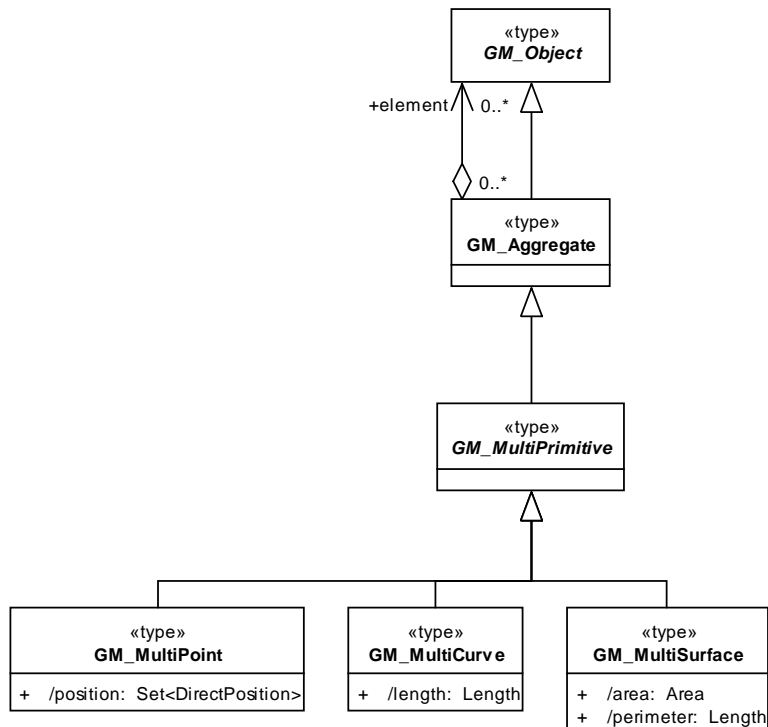 «type»
GM_Object
+element
0..*
0..*
«type»
GM_Aggregate
«type»
GM_MultiPrimitive
«type»
GM_MultiPoint
+ /position: Set<DirectPosition>
«type»
GM_MultiCurve
+ /length: Length
«type»
GM_MultiSurface
+ /area: Area
+ /perimeter: Length